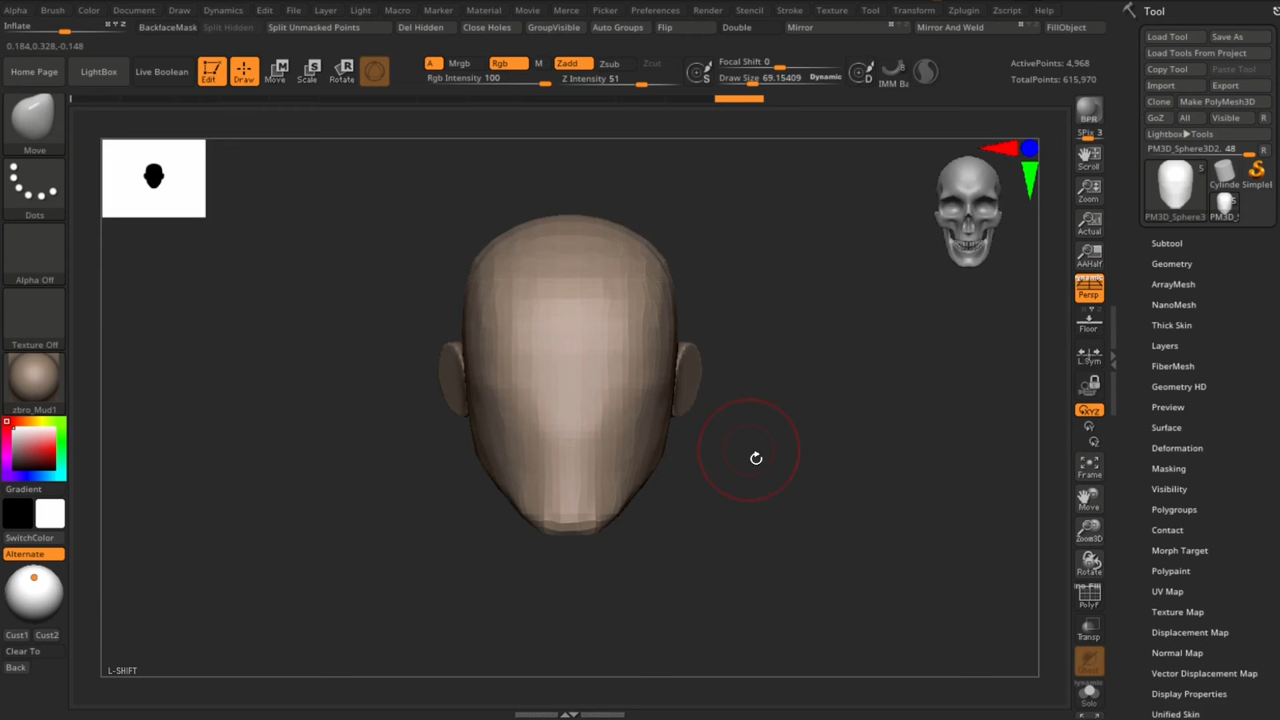 Alpha Brush Color Document Draw Dynamics Edit File Layer Light Macro Marker Material Movie Merce Picker Preferences Render Stencil Stroke Texture Tool Transform Zplugin Zscript Help
Inflate BackfaceMask Split Hidden Split Unmasked Points Del Hidden Close Holes GroupVisible Auto Groups Flip Double Mirror Mirror And Weld FillObject
0.184,0.328,-0.148
Home Page LightBox Live Boolean Edit Draw Move Scale Rotate
A Mrgb Rgb M Zadd Zsub Zcut
Rgb Intensity 100 Z Intensity 51
S Focal Shift 0
Draw Size 69.15409 Dynamic
D IMM Ba
ActivePoints: 4,968
TotalPoints: 615,970
Move
Dots
Alpha Off
Texture Off
zbro_Mud1
Gradient
SwitchColor
Alternate
Cust1 Cust2
Clear To
Back
L-SHIFT
BPR
SPix 3
Scroll
Zoom
Actual
AAHalf
Persp
Floor
L.Sym
XYZ
Y
Z
Frame
Move
Zoom3D
Rotate
PolyF
Transp
Ghost
Dynamic
Solo
Tool
Load Tool Save As
Load Tools From Project
Copy Tool Paste Tool
Import Export
Clone Make PolyMesh3D
GoZ All Visible R
Lightbox▶Tools
PM3D_Sphere3D2. 48 R
5
Cylinde SimpleI
5
PM3D_Sphere3 PM3D_S
Subtool
Geometry
ArrayMesh
NanoMesh
Thick Skin
Layers
FiberMesh
Geometry HD
Preview
Surface
Deformation
Masking
Visibility
Polygroups
Contact
Morph Target
Polypaint
UV Map
Texture Map
Displacement Map
Normal Map
Vector Displacement Map
Display Properties
Unified Skin